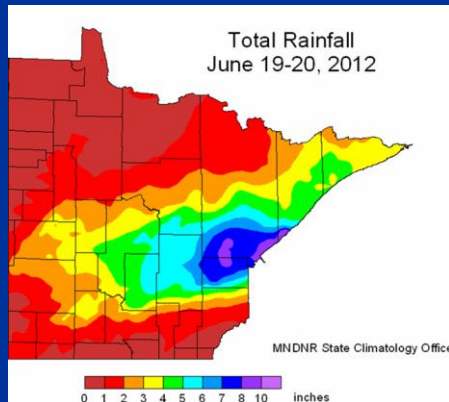 Total Rainfall
June 19-20, 2012
MNDNR State Climatology Office
0 1 2 3 4 5 6 7 8 10 inches